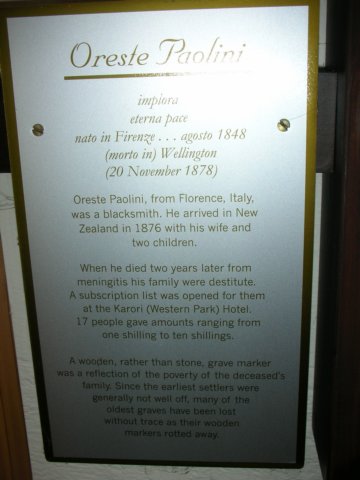 Oreste Paolini
impiora
eterna pace
nato in Firenze . . . agosto 1848
(morto in) Wellington
(20 November 1878)
Oreste Paolini, from Florence, Italy,
was a blacksmith. He arrived in New
Zealand in 1876 with his wife and
two children.
When he died two years later from
meningitis his family were destitute.
A subscription list was opened for them
at the Karori (Western Park) Hotel.
17 people gave amounts ranging from
one shilling to ten shillings.
A wooden, rather than stone, grave marker
was a reflection of the poverty of the deceased's
family. Since the earliest settlers were
generally not well off, many of the
oldest graves have been lost
without trace as their wooden
markers rotted away.